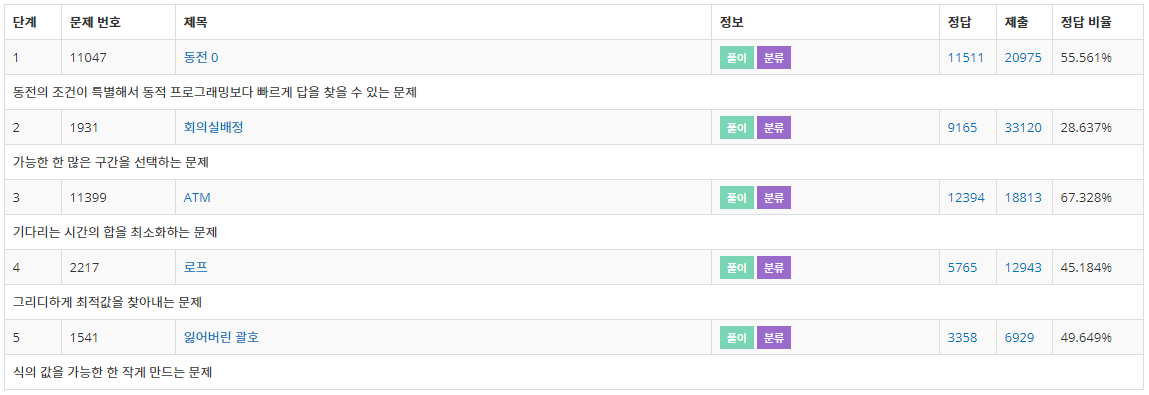 단계 문제 번호 제목 정보 정답 제출 정답 비율
1 11047 동전 0 풀이 분류 11511 20975 55.561%
동전의 조건이 특별해서 동적 프로그래밍보다 빠르게 답을 찾을 수 있는 문제
2 1931 회의실배정 풀이 분류 9165 33120 28.637%
가능한 한 많은 구간을 선택하는 문제
3 11399 ATM 풀이 분류 12394 18813 67.328%
기다리는 시간의 합을 최소화하는 문제
4 2217 로프 풀이 분류 5765 12943 45.184%
그리디하게 최적값을 찾아내는 문제
5 1541 잃어버린 괄호 풀이 분류 3358 6929 49.649%
식의 값을 가능한 한 작게 만드는 문제